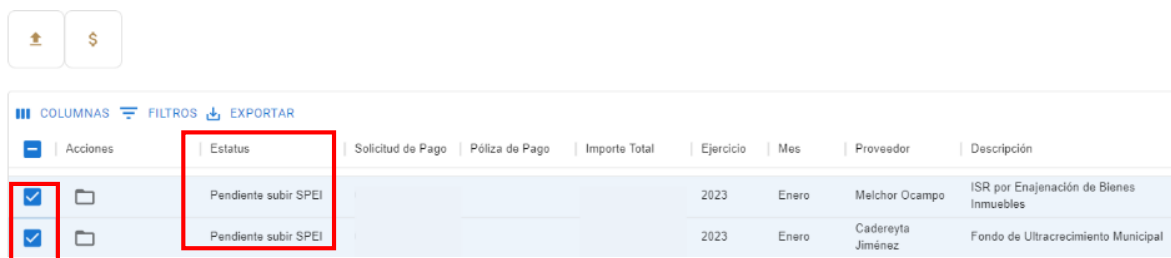 $
COLUMNAS FILTROS EXPORTAR
Acciones Estatus Solicitud de Pago Póliza de Pago Importe Total Ejercicio Mes Proveedor Descripción
Pendiente subir SPEI 2023 Enero Melchor Ocampo ISR por Enajenación de Bienes
Inmuebles
Pendiente subir SPEI 2023 Enero Cadereyta
Jiménez Fondo de Ultracrecimiento Municipal